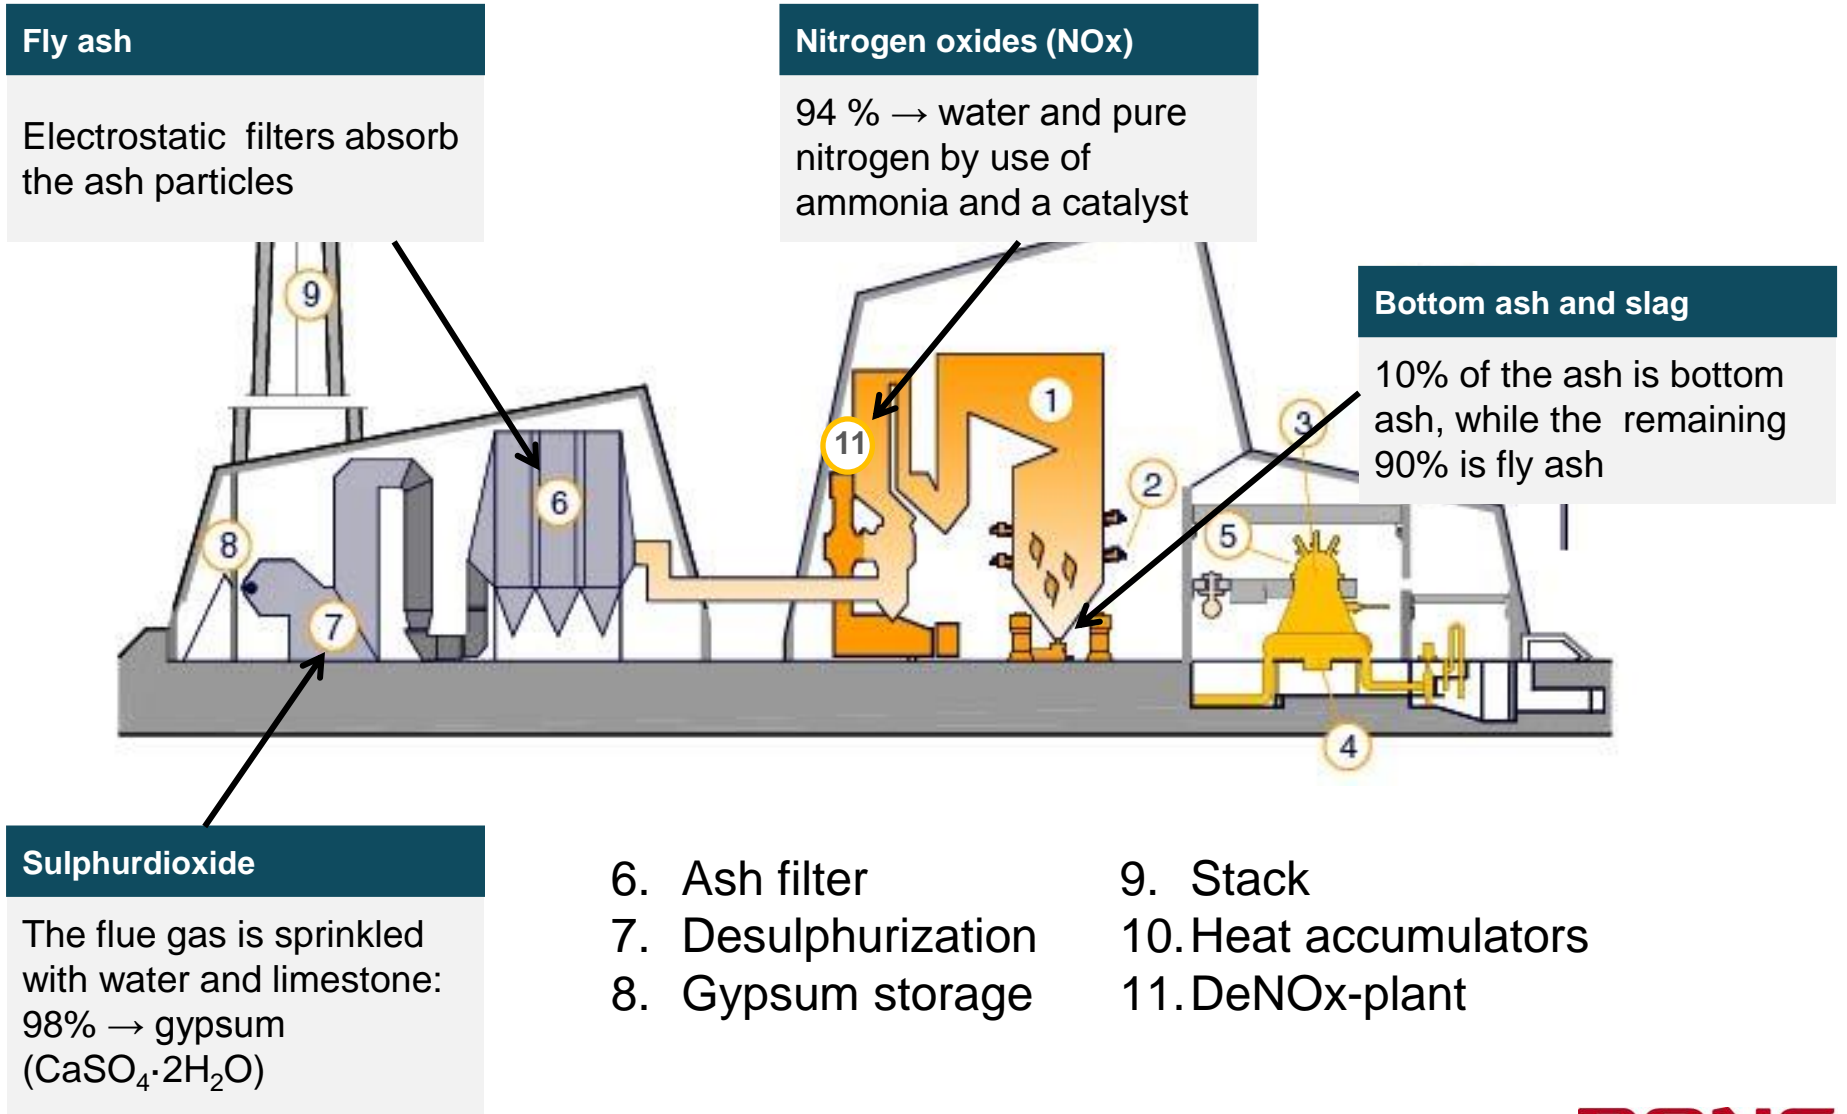 Fly ash
Electrostatic  filters absorb
the ash particles
Nitrogen oxides (NOx)
94 % → water and pure
nitrogen by use of
ammonia and a catalyst
Bottom ash and slag
10% of the ash is bottom
ash, while the  remaining
90% is fly ash
9
11
1
3
2
6
5
8
7
4
Sulphurdioxide
The flue gas is sprinkled
with water and limestone:
98% → gypsum
(CaSO₄·2H₂O)
6. Ash filter
7. Desulphurization
8. Gypsum storage
9. Stack
10. Heat accumulators
11. DeNOx-plant